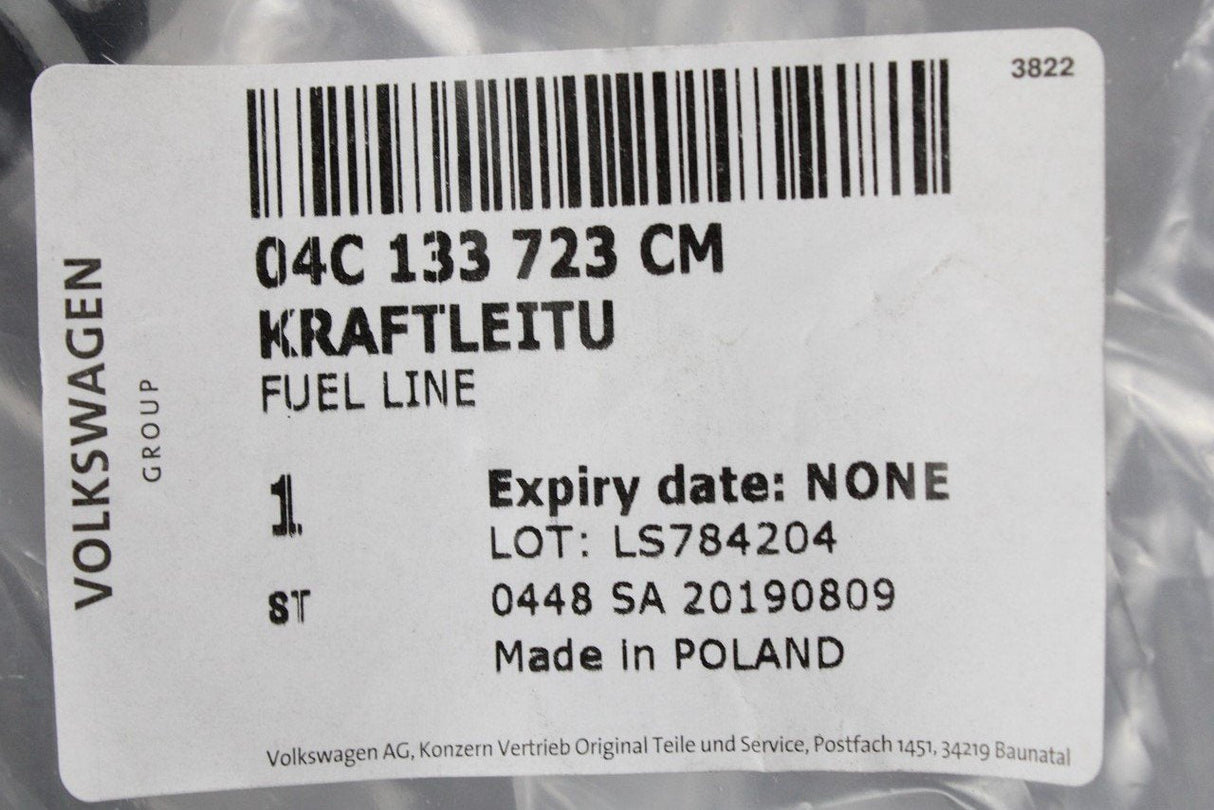 3822
04C 133 723 CM
KRAFTLEITU
FUEL LINE
1
Expiry date: NONE
LOT: LS784204
ST
0448 SA 20190809
Made in POLAND
VOLKSWAGEN
GROUP
Volkswagen AG, Konzern Vertrieb Original Teile und Service, Postfach 1451, 34219 Baunatal